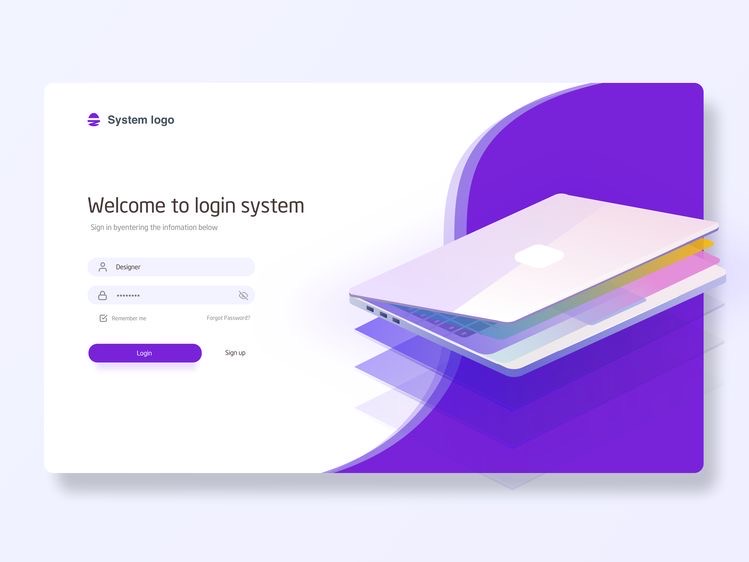 System logo
Welcome to login system
Sign in byentering the infomation below
Designer
••••••••
Remember me
Forgot Password?
Login
Sign up